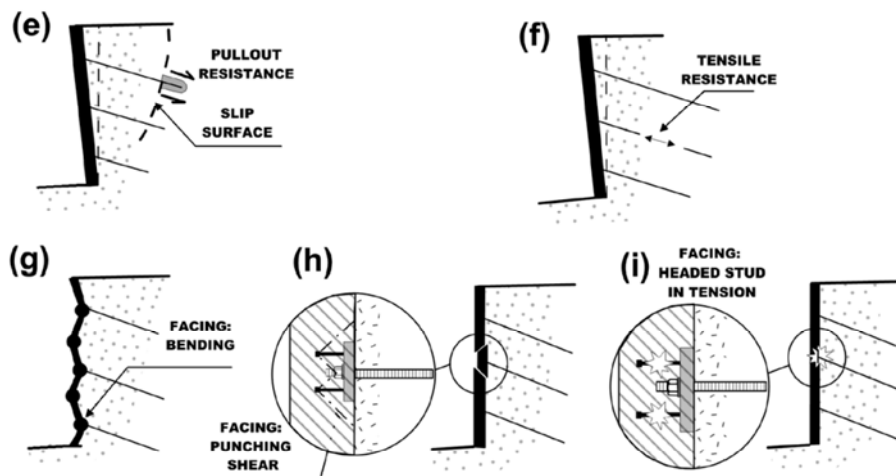 (e)
PULLOUT
RESISTANCE
SLIP
SURFACE
(f)
TENSILE
RESISTANCE
(g)
FACING:
BENDING
(h)
FACING:
PUNCHING
SHEAR
(i)
FACING:
HEADED STUD
IN TENSION